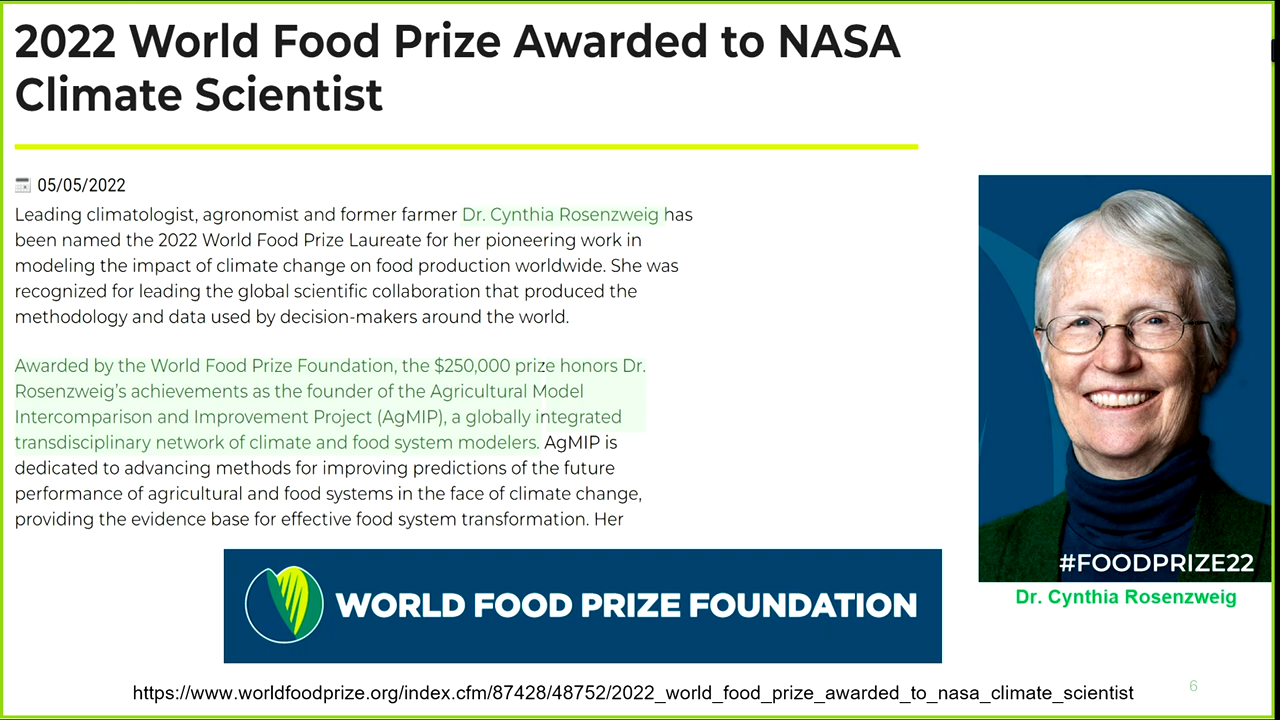 2022 World Food Prize Awarded to NASA
Climate Scientist
05/05/2022
Leading climatologist, agronomist and former farmer Dr. Cynthia Rosenzweig has
been named the 2022 World Food Prize Laureate for her pioneering work in
modeling the impact of climate change on food production worldwide. She was
recognized for leading the global scientific collaboration that produced the
methodology and data used by decision-makers around the world.
Awarded by the World Food Prize Foundation, the $250,000 prize honors Dr.
Rosenzweig's achievements as the founder of the Agricultural Model
Intercomparison and Improvement Project (AgMIP), a globally integrated
transdisciplinary network of climate and food system modelers. AgMIP is
dedicated to advancing methods for improving predictions of the future
performance of agricultural and food systems in the face of climate change,
providing the evidence base for effective food system transformation. Her
#FOODPRIZE22
Dr. Cynthia Rosenzweig
WORLD FOOD PRIZE FOUNDATION
https://www.worldfoodprize.org/index.cfm/87428/48752/2022_world_food_prize_awarded_to_nasa_climate_scientist
6